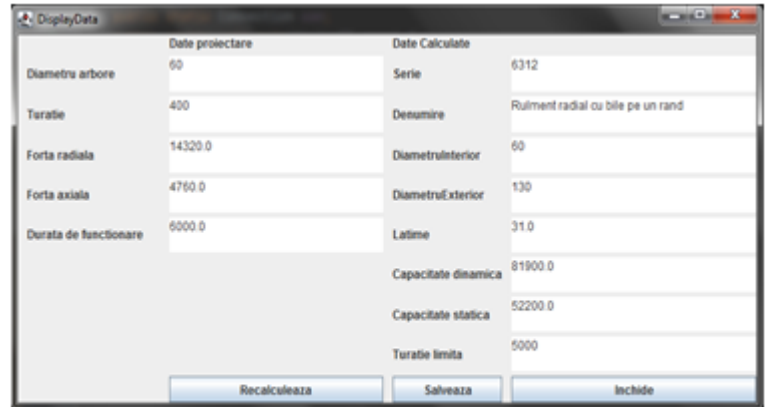 DisplayData
Date proiectare Date Calculate
Diametru arbore 60 Serie 6312
Turatie 400 Denumire Rulment radial cu bile pe un rand
Forta radiala 14320.0 DiametruInterior 60
Forta axiala 4760.0 DiametruExterior 130
Durata de functionare 6000.0 Latime 31.0
Capacitate dinamica 81900.0
Capacitate statica 52200.0
Turatie limita 5000
Recalculeaza Salveaza Inchide